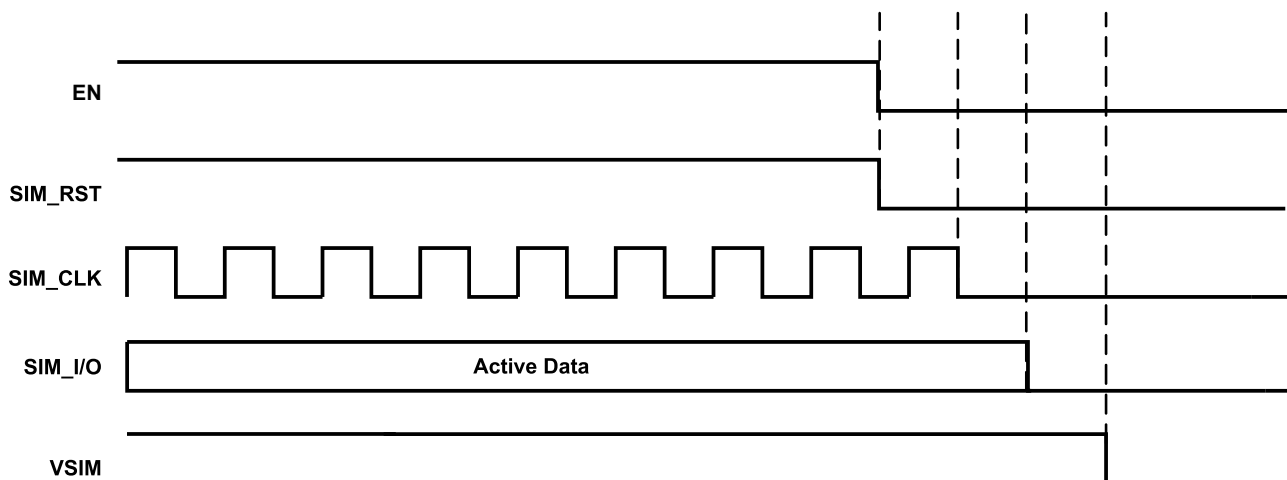 EN
SIM_RST
SIM_CLK
SIM_I/O
Active Data
VSIM